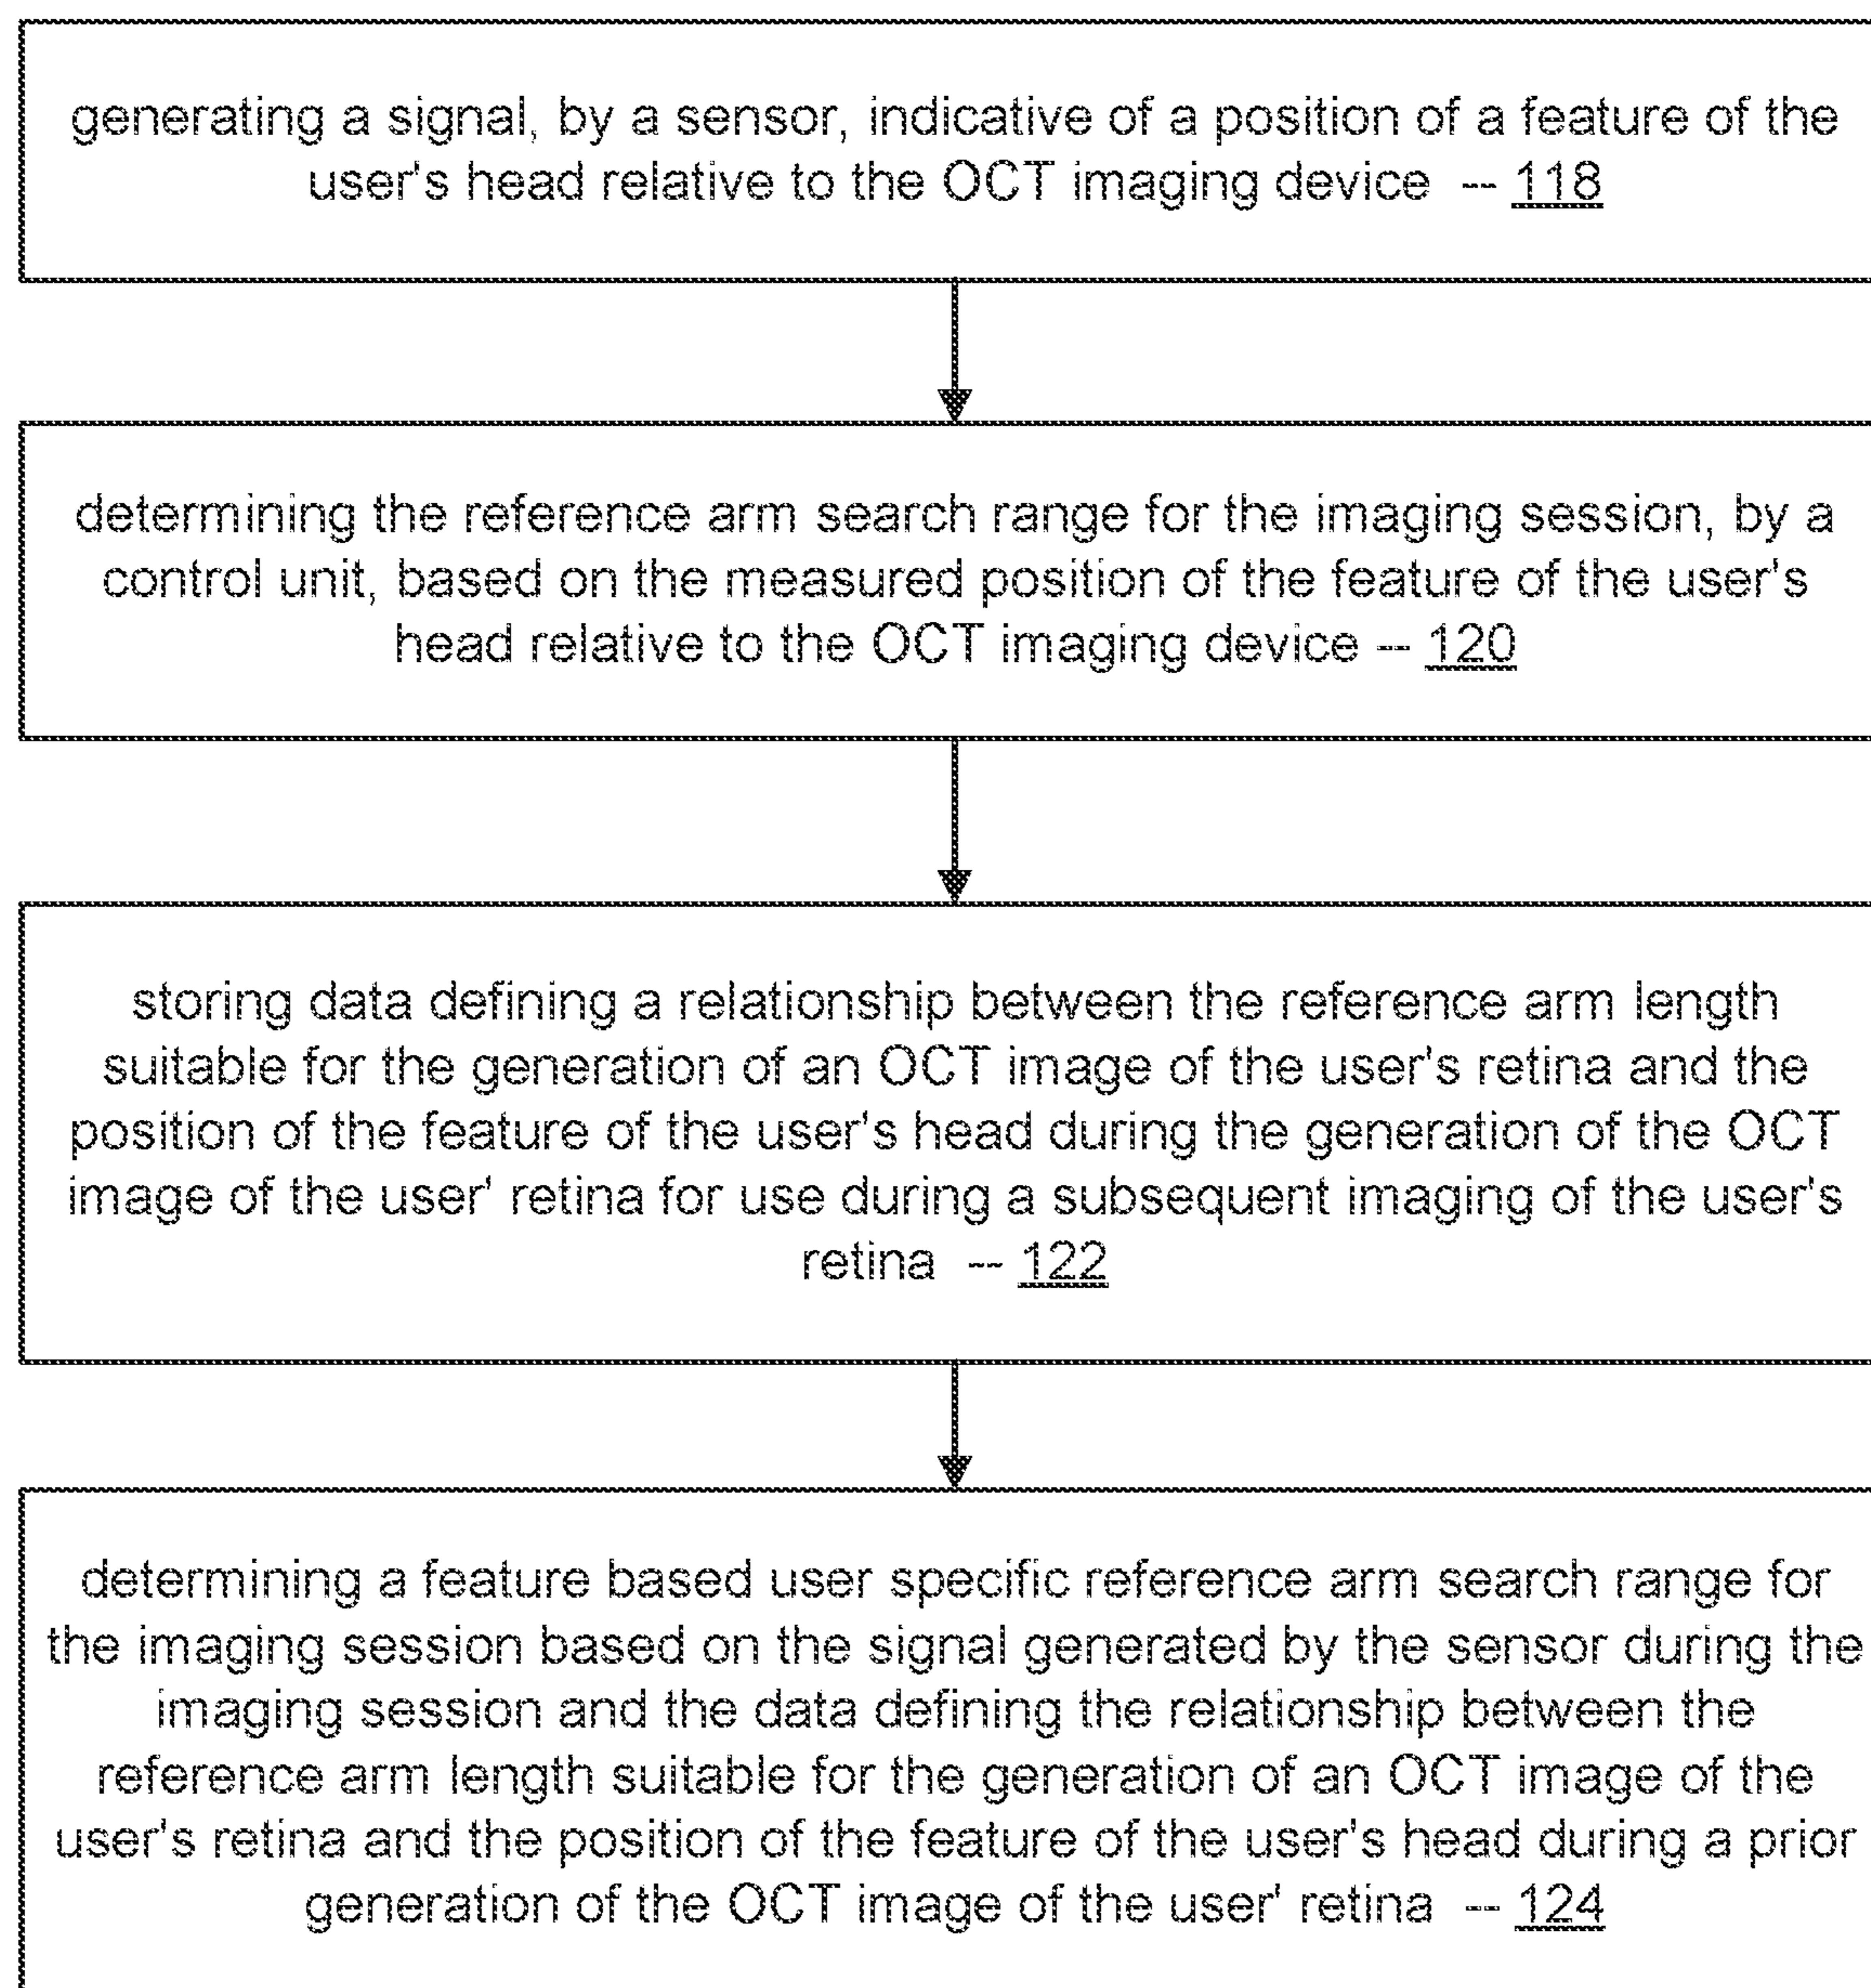 generating a signal, by a sensor, indicative of a position of a feature of the
user's head relative to the OCT imaging device -- 118
determining the reference arm search range for the imaging session, by a
control unit, based on the measured position of the feature of the user's
head relative to the OCT imaging device -- 120
storing data defining a relationship between the reference arm length
suitable for the generation of an OCT image of the user's retina and the
position of the feature of the user's head during the generation of the OCT
image of the user' retina for use during a subsequent imaging of the user's
retina -- 122
determining a feature based user specific reference arm search range for
the imaging session based on the signal generated by the sensor during the
imaging session and the data defining the relationship between the
reference arm length suitable for the generation of an OCT image of the
user's retina and the position of the feature of the user's head during a prior
generation of the OCT image of the user' retina -- 124